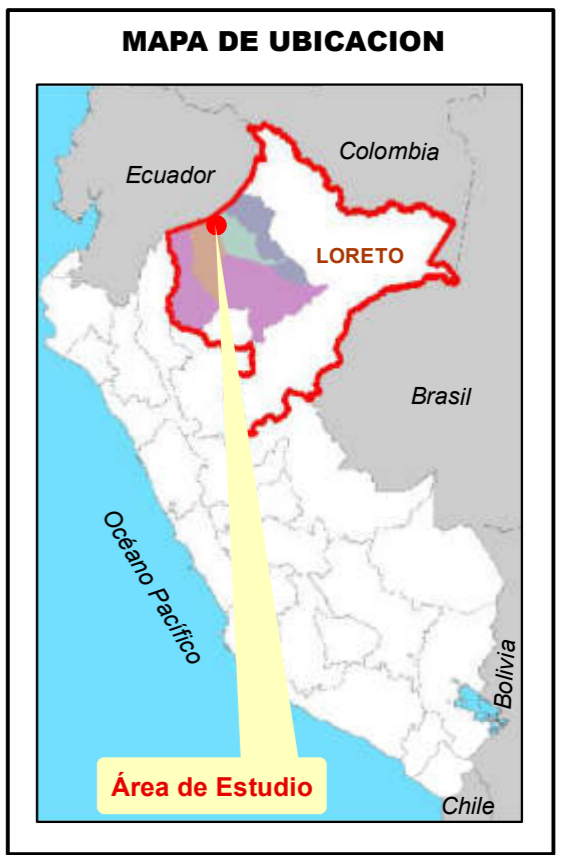 MAPA DE UBICACION
Colombia
Ecuador
LORETO
Brasil
Océano Pacífico
Bolivia
Área de Estudio
Chile